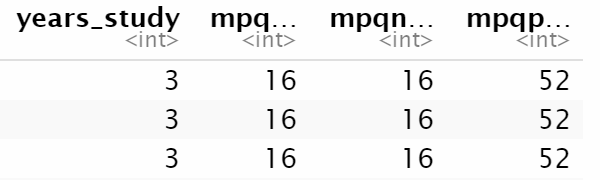 years_study mpq... mpqn... mpqp...
<int> <int> <int> <int>
3 16 16 52
3 16 16 52
3 16 16 52